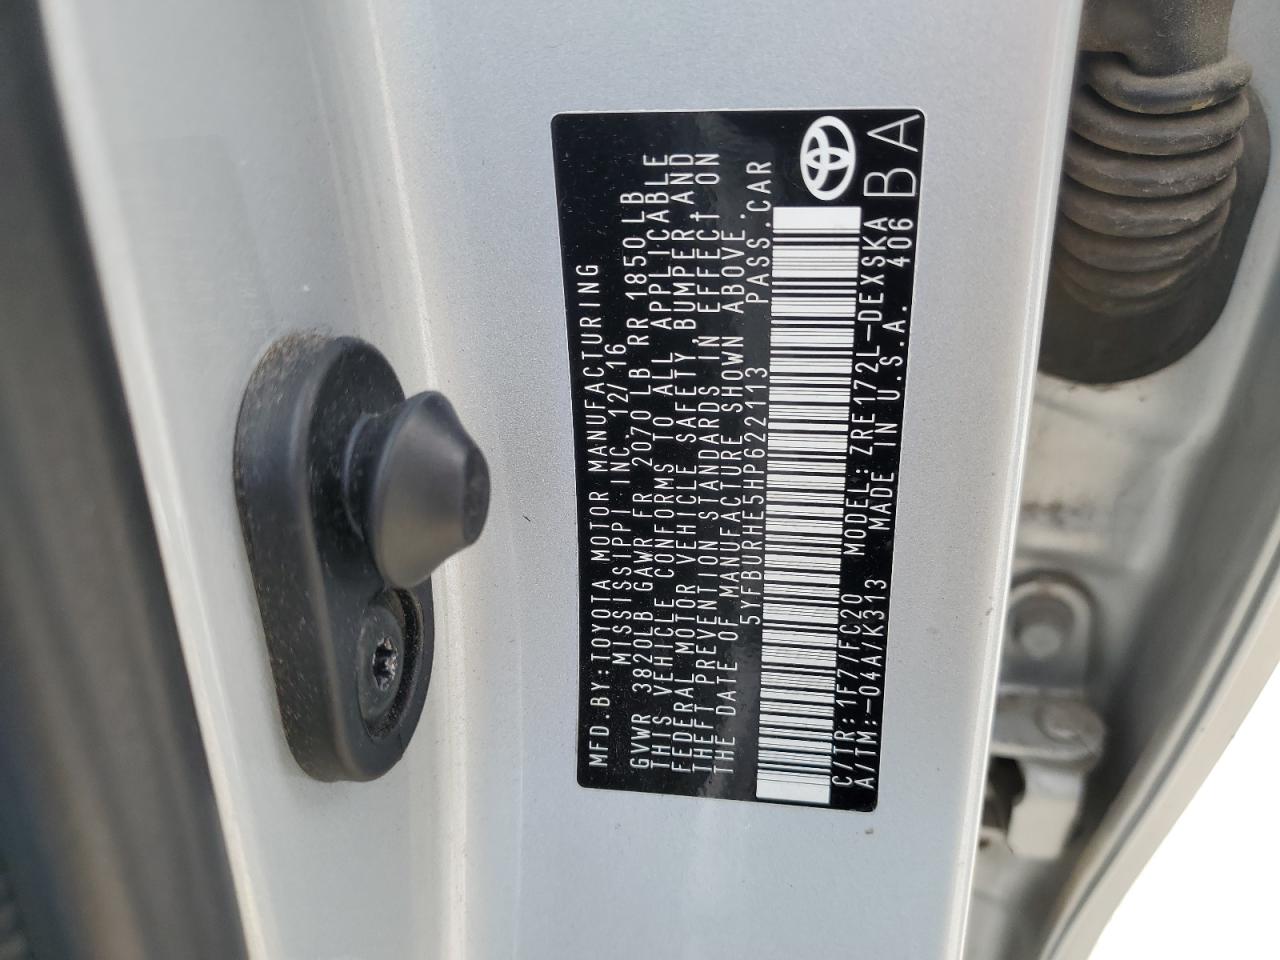 MFD.BY:TOYOTA MOTOR MANUFACTURING
MISSISSIPPI INC.12/16
GVWR 3820LB GAWR FR 2070 LB RR 1850 LB
THIS VEHICLE CONFORMS TO ALL APPLICABLE
FEDERAL MOTOR VEHICLE SAFETY, BUMPER, AND
THEFT PREVENTION STANDARDS IN EFFECT ON
THE DATE OF MANUFACTURE SHOWN ABOVE.
5YFBURHE5HP622113 PASS.CAR
C/TR:1F7/FC20 MODEL:ZRE172L-DEXSKA
A/TM:-04A/K313 MADE IN U.S.A. 406
BA